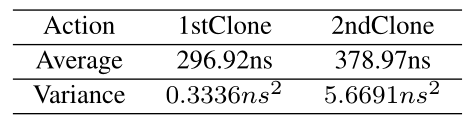 Action 1stClone 2ndClone
Average 296.92ns 378.97ns
Variance 0.3336ns² 5.6691ns²